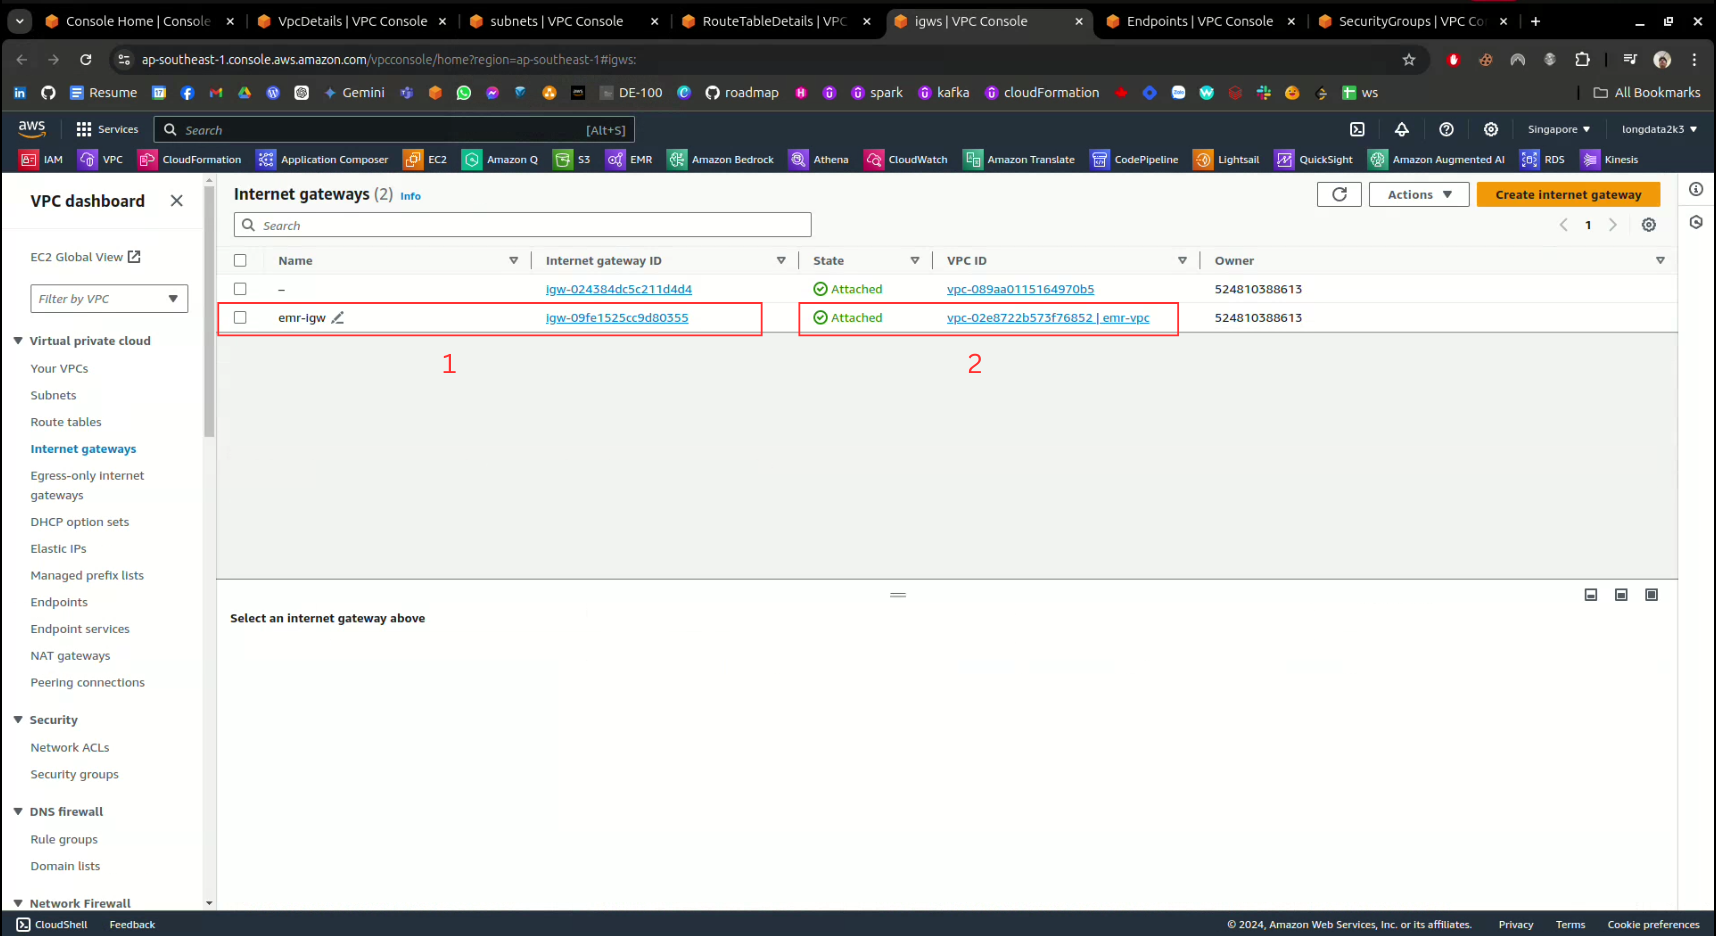 Console Home | Console
VpcDetails | VPC Console
subnets | VPC Console
RouteTableDetails | VPC
igws | VPC Console
Endpoints | VPC Console
SecurityGroups | VPC Co
ap-southeast-1.console.aws.amazon.com/vpcconsole/home?region=ap-southeast-1#igws:
Resume
Gemini
DE-100
roadmap
spark
kafka
cloudFormation
ws
All Bookmarks
aws
Services
Search
[Alt+S]
Singapore
longdata2k3
IAM
VPC
CloudFormation
Application Composer
EC2
Amazon Q
S3
EMR
Amazon Bedrock
Athena
CloudWatch
Amazon Translate
CodePipeline
Lightsail
QuickSight
Amazon Augmented AI
RDS
Kinesis
VPC dashboard
EC2 Global View
Filter by VPC
Virtual private cloud
Your VPCs
Subnets
Route tables
Internet gateways
Egress-only internet
gateways
DHCP option sets
Elastic IPs
Managed prefix lists
Endpoints
Endpoint services
NAT gateways
Peering connections
Security
Network ACLs
Security groups
DNS firewall
Rule groups
Domain lists
Network Firewall
Internet gateways (2) Info
Actions
Create internet gateway
Search
1
Name
Internet gateway ID
State
VPC ID
Owner
– igw-024384dc5c211d4d4 Attached vpc-089aa0115164970b5 524810388613
emr-igw igw-09fe1525cc9d80355 Attached vpc-02e8722b573f76852 | emr-vpc 524810388613
1
2
Select an internet gateway above
CloudShell
Feedback
© 2024, Amazon Web Services, Inc. or its affiliates.
Privacy
Terms
Cookie preferences